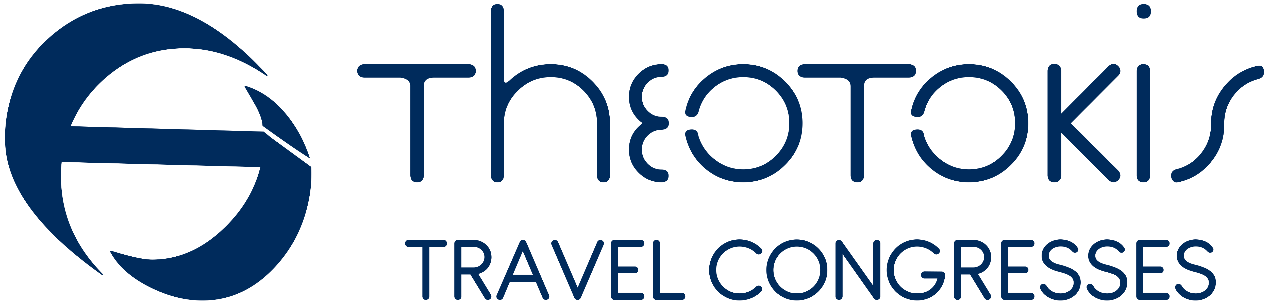 THEOTOKIS
TRAVEL CONGRESSES